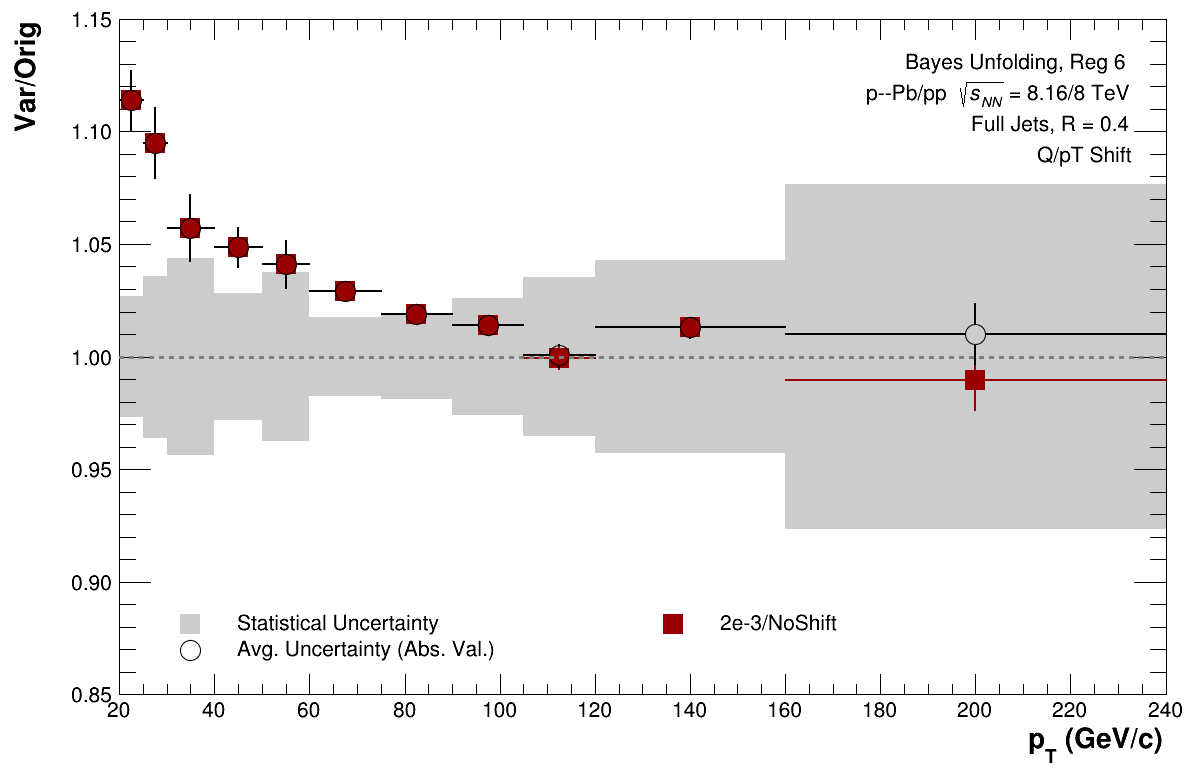 Var/Orig
1.15
1.10
1.05
1.00
0.95
0.90
0.85
Bayes Unfolding, Reg 6
p--Pb/pp √sNN = 8.16/8 TeV
Full Jets, R = 0.4
Q/pT Shift
Statistical Uncertainty
Avg. Uncertainty (Abs. Val.)
2e-3/NoShift
20 40 60 80 100 120 140 160 180 200 220 240
pT (GeV/c)